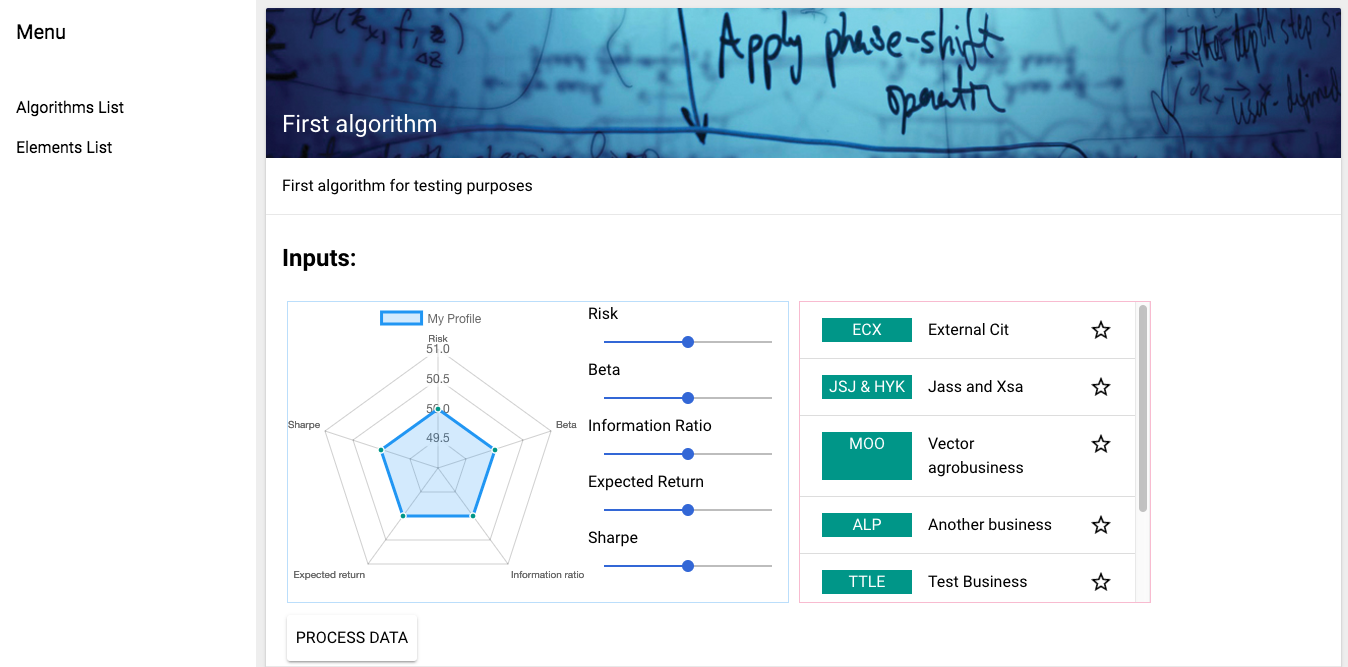 Menu
Algorithms List
Elements List
Apply phase-shift
operator
First algorithm
First algorithm for testing purposes
Inputs:
My Profile
Risk
51.0
50.5
50.0
49.5
Sharpe
Beta
Expected return
Information ratio
Risk
Beta
Information Ratio
Expected Return
Sharpe
ECX External Cit
JSJ & HYK Jass and Xsa
MOO Vector
agrobusiness
ALP Another business
TTLE Test Business
PROCESS DATA